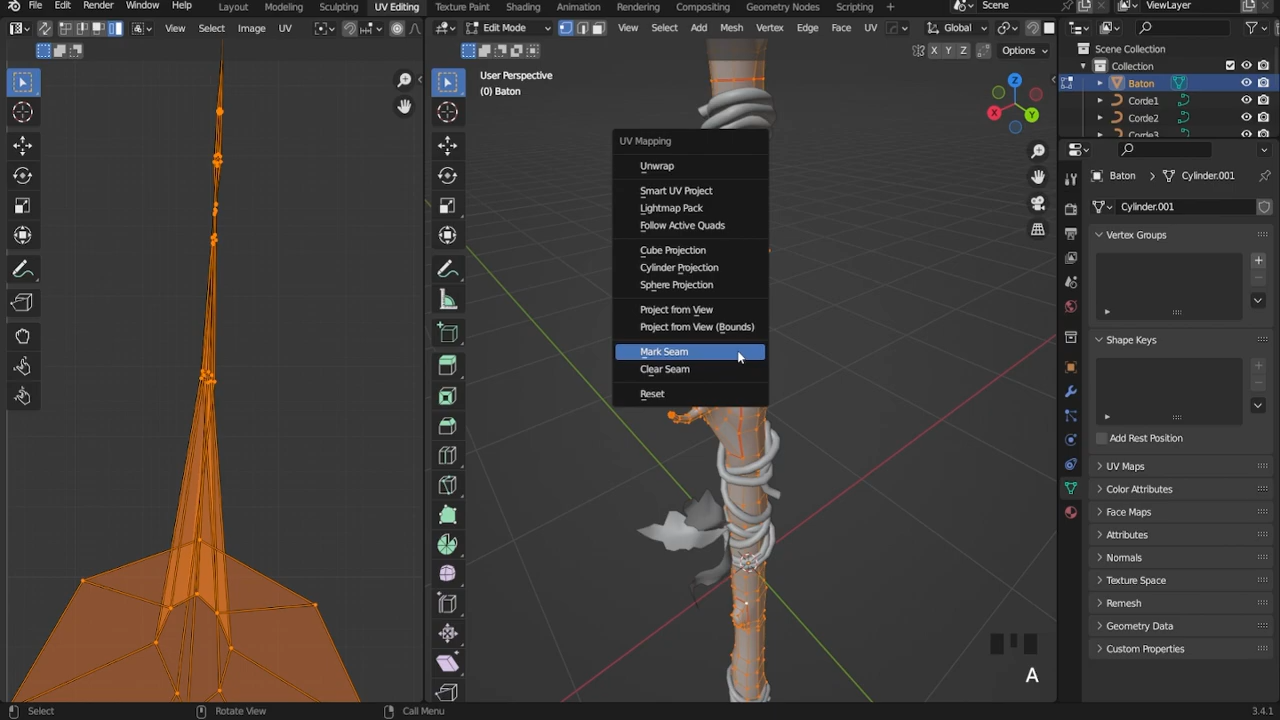 File Edit Render Window Help Layout Modeling Sculpting UV Editing Texture Paint Shading Animation Rendering Compositing Geometry Nodes Scripting + Scene ViewLayer
View Select Image UV
Edit Mode View Select Add Mesh Vertex Edge Face UV Global
X Y Z Options
User Perspective
(0) Baton
Z
X
Y
UV Mapping
Unwrap
Smart UV Project
Lightmap Pack
Follow Active Quads
Cube Projection
Cylinder Projection
Sphere Projection
Project from View
Project from View (Bounds)
Mark Seam
Clear Seam
Reset
A
Scene Collection
Collection
Baton
Corde1
Corde2
Corde3
Baton > Cylinder.001
Cylinder.001
Vertex Groups
Shape Keys
Add Rest Position
UV Maps
Color Attributes
Face Maps
Attributes
Normals
Texture Space
Remesh
Geometry Data
Custom Properties
Select Rotate View Call Menu 3.4.1